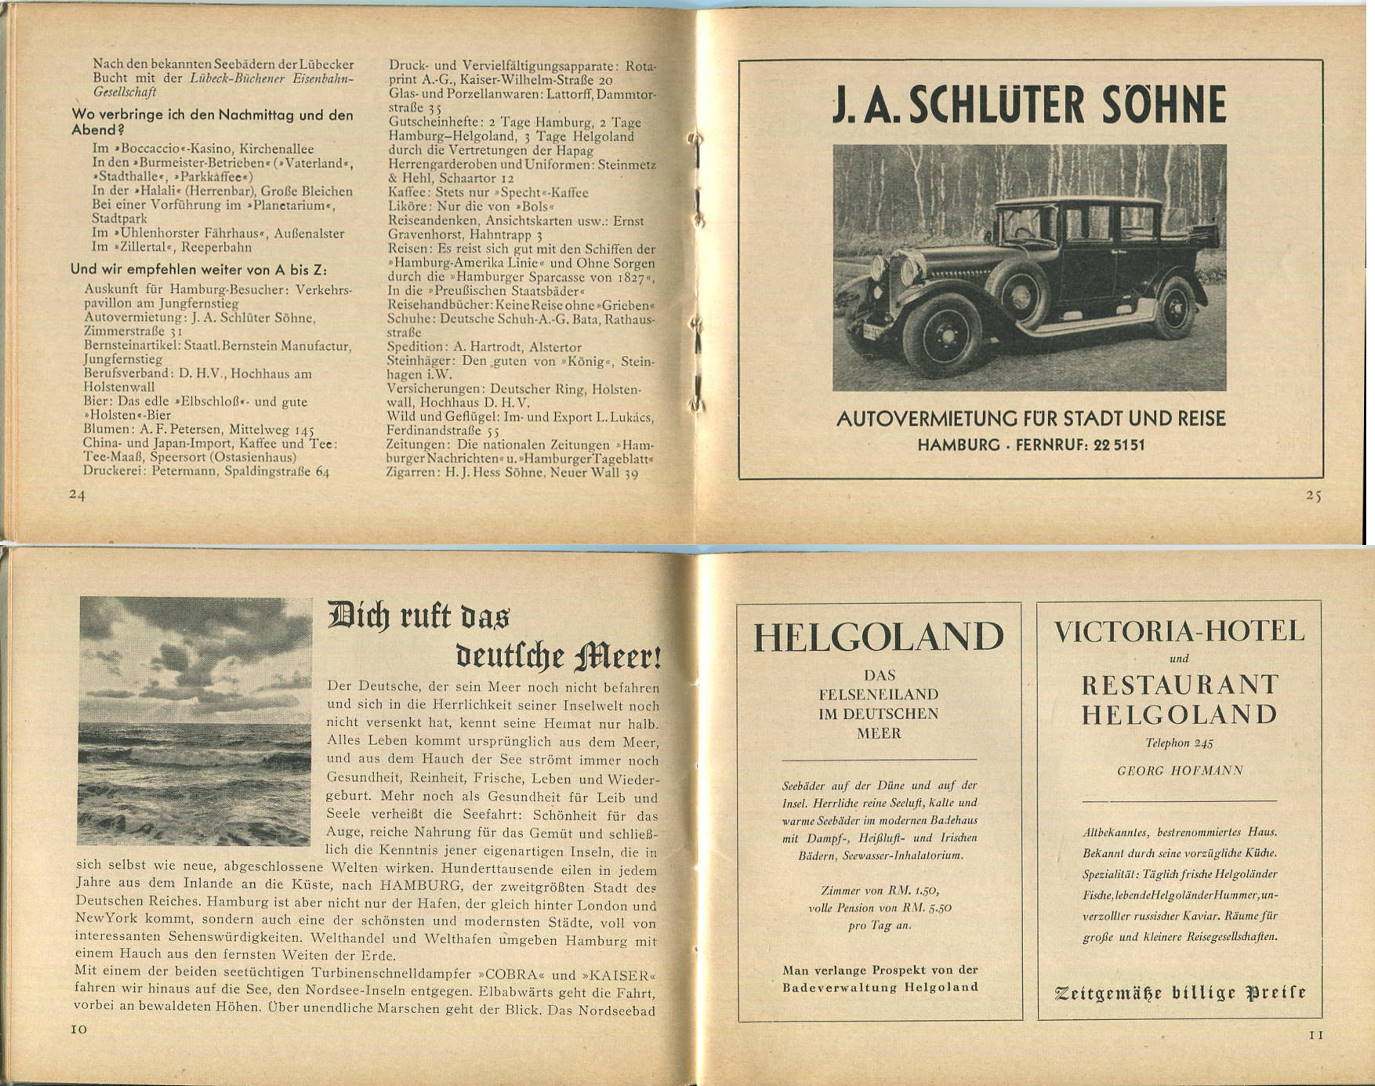 Nach den bekannten Seebädern der Lübecker
Bucht mit der Lübeck-Büchener Eisenbahn-
Gesellschaft
Wo verbringe ich den Nachmittag und den
Abend?
Im »Boccaccio«-Kasino, Kirchenallee
In den »Burmeister-Betrieben« (»Vaterland«,
»Stadthalle«, »Parkkaffee«)
In der »Halali« (Herrenbar), Große Bleichen
Bei einer Vorführung im »Planetarium«,
Stadtpark
Im »Uhlenhorster Fährhaus«, Außenalster
Im »Zillertal«, Reeperbahn
Und wir empfehlen weiter von A bis Z:
Auskunft für Hamburg-Besucher: Verkehrs-
pavillon am Jungfernstieg
Autovermietung: J. A. Schlüter Söhne,
Zimmerstraße 31
Bernsteinartikel: Staatl. Bernstein Manufactur,
Jungfernstieg
Berufsverband: D. H.V., Hochhaus am
Holstenwall
Bier: Das edle »Elbschloß«- und gute
»Holsten«-Bier
Blumen: A. F. Petersen, Mittelweg 145
China- und Japan-Import, Kaffee und Tee:
Tee-Maaß, Speersort (Ostasienhaus)
Druckerei: Petermann, Spaldingstraße 64
24
Druck- und Vervielfältigungsapparate: Rota-
print A.-G., Kaiser-Wilhelm-Straße 20
Glas- und Porzellanwaren: Lattorff, Dammtor-
straße 35
Gutscheinhefte: 2 Tage Hamburg, 2 Tage
Hamburg–Helgoland, 3 Tage Helgoland
durch die Vertretungen der Hapag
Herrengarderoben und Uniformen: Steinmetz
& Hehl, Schaartor 12
Kaffee: Stets nur »Specht«-Kaffee
Liköre: Nur die von »Bols«
Reiseandenken, Ansichtskarten usw.: Ernst
Gravenhorst, Hahntrapp 3
Reisen: Es reist sich gut mit den Schiffen der
»Hamburg-Amerika Linie« und Ohne Sorgen
durch die »Hamburger Sparcasse von 1827«,
In die »Preußischen Staatsbäder«
Reisehandbücher: Keine Reise ohne »Grieben«
Schuhe: Deutsche Schuh-A.-G. Bata, Rathaus-
straße
Spedition: A. Hartrodt, Alstertor
Steinhäger: Den guten von »König«, Stein-
hagen i.W.
Versicherungen: Deutscher Ring, Holsten-
wall, Hochhaus D. H. V.
Wild und Geflügel: Im- und Export L. Lukács,
Ferdinandstraße 55
Zeitungen: Die nationalen Zeitungen »Ham-
burger Nachrichten« u. »Hamburger Tageblatt«
Zigarren: H. J. Hess Söhne, Neuer Wall 39
J. A. SCHLÜTER SÖHNE
AUTOVERMIETUNG FÜR STADT UND REISE
HAMBURG · FERNRUF: 22 5151
25
Dich ruft das
deutsche Meer!
Der Deutsche, der sein Meer noch nicht befahren
und sich in die Herrlichkeit seiner Inselwelt noch
nicht versenkt hat, kennt seine Heimat nur halb.
Alles Leben kommt ursprünglich aus dem Meer,
und aus dem Hauch der See strömt immer noch
Gesundheit, Reinheit, Frische, Leben und Wieder-
geburt. Mehr noch als Gesundheit für Leib und
Seele verheißt die Seefahrt: Schönheit für das
Auge, reiche Nahrung für das Gemüt und schließ-
lich die Kenntnis jener eigenartigen Inseln, die in
sich selbst wie neue, abgeschlossene Welten wirken. Hunderttausende eilen in jedem
Jahre aus dem Inlande an die Küste, nach HAMBURG, der zweitgrößten Stadt des
Deutschen Reiches. Hamburg ist aber nicht nur der Hafen, der gleich hinter London und
NewYork kommt, sondern auch eine der schönsten und modernsten Städte, voll von
interessanten Sehenswürdigkeiten. Welthandel und Welthafen umgeben Hamburg mit
einem Hauch aus den fernsten Weiten der Erde.
Mit einem der beiden seetüchtigen Turbinenschnelldampfer »COBRA« und »KAISER«
fahren wir hinaus auf die See, den Nordsee-Inseln entgegen. Elbabwärts geht die Fahrt,
vorbei an bewaldeten Höhen. Über unendliche Marschen geht der Blick. Das Nordseebad
10
HELGOLAND
DAS
FELSENEILAND
IM DEUTSCHEN
MEER
Seebäder auf der Düne und auf der
Insel. Herrliche reine Seeluft, kalte und
warme Seebäder im modernen Badehaus
mit Dampf-, Heißluft- und Irischen
Bädern, Seewasser-Inhalatorium.
Zimmer von RM. 1.50,
volle Pension von RM. 5.50
pro Tag an.
Man verlange Prospekt von der
Badeverwaltung Helgoland
VICTORIA-HOTEL
und
RESTAURANT
HELGOLAND
Telephon 245
GEORG HOFMANN
Altbekanntes, bestrenommiertes Haus.
Bekannt durch seine vorzügliche Küche.
Spezialität: Täglich frische Helgoländer
Fische, lebende Helgoländer Hummer, un-
verzollter russischer Kaviar. Räume für
große und kleinere Reisegesellschaften.
Zeitgemäße billige Preise
11